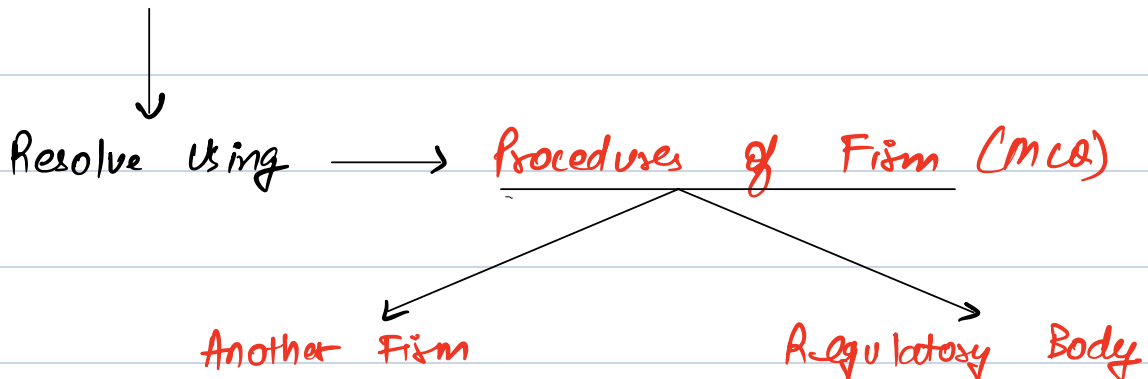 Resolve Using Procedures of Firm (MCQ)
Another Firm Regulatory Body